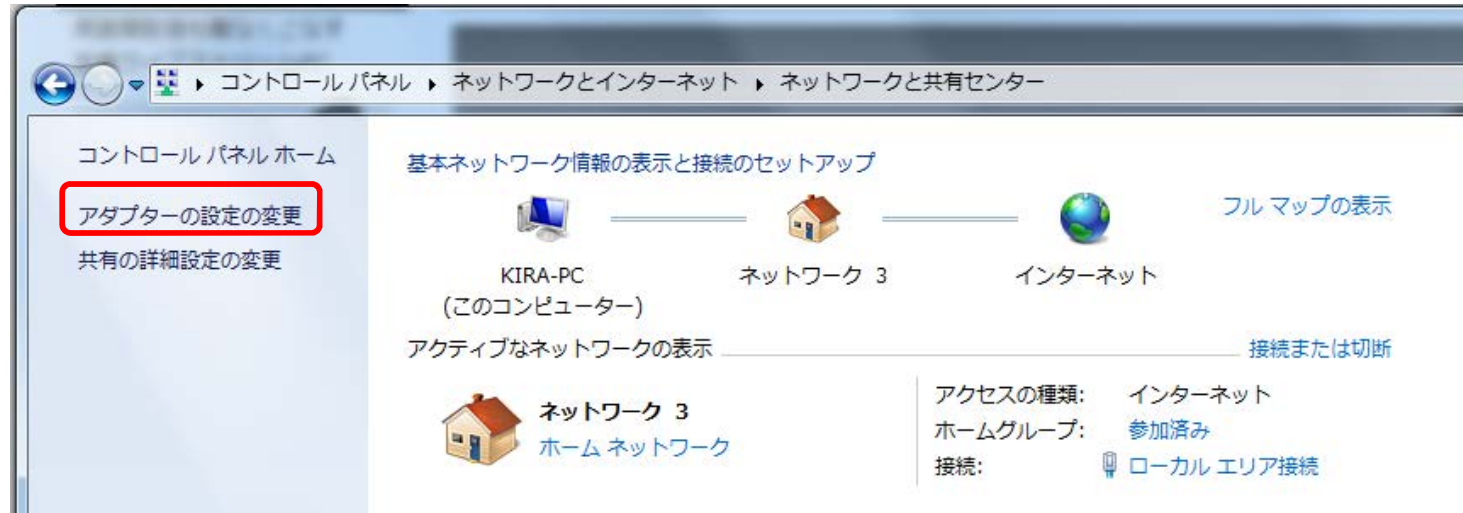 コントロール パネル ▸ ネットワークとインターネット ▸ ネットワークと共有センター
コントロール パネル ホーム
アダプターの設定の変更
共有の詳細設定の変更
基本ネットワーク情報の表示と接続のセットアップ
フル マップの表示
KIRA-PC
(このコンピューター)
ネットワーク 3
インターネット
アクティブなネットワークの表示
接続または切断
ネットワーク 3
ホーム ネットワーク
アクセスの種類: インターネット
ホームグループ: 参加済み
接続: ローカル エリア接続